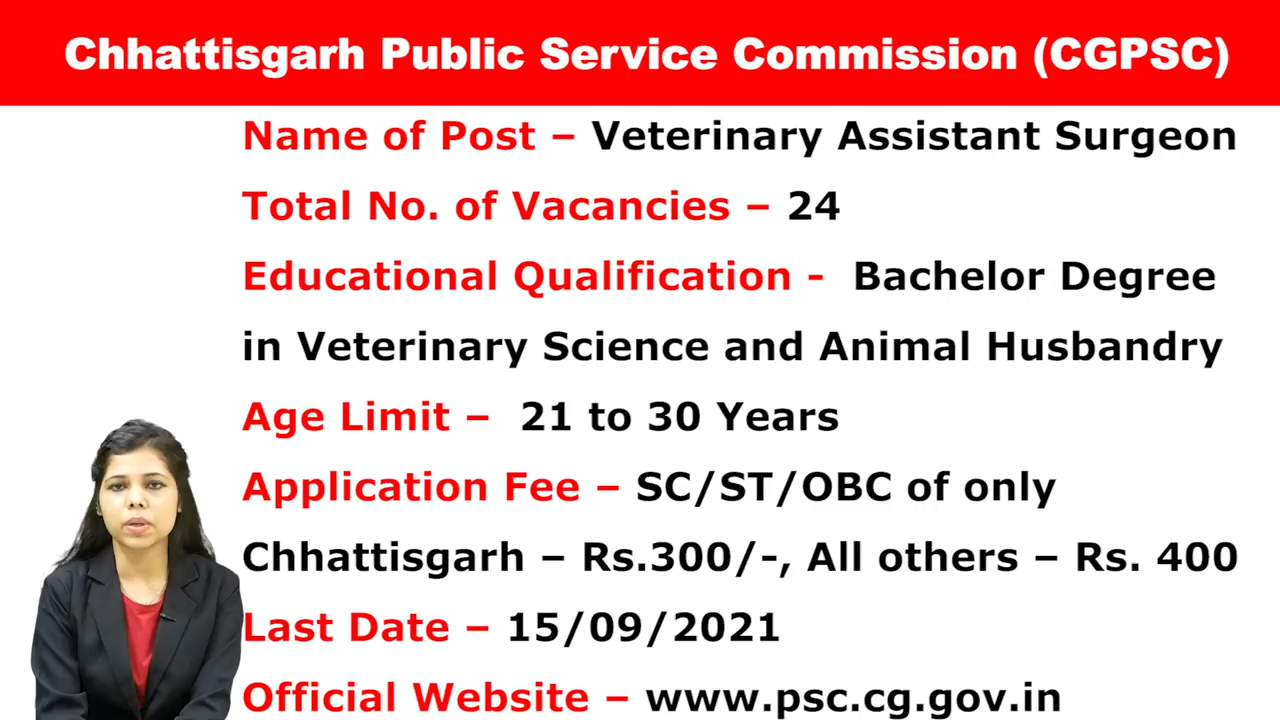 Chhattisgarh Public Service Commission (CGPSC)
Name of Post – Veterinary Assistant Surgeon
Total No. of Vacancies – 24
Educational Qualification - Bachelor Degree
in Veterinary Science and Animal Husbandry
Age Limit – 21 to 30 Years
Application Fee – SC/ST/OBC of only
Chhattisgarh – Rs.300/-, All others – Rs. 400
Last Date – 15/09/2021
Official Website – www.psc.cg.gov.in